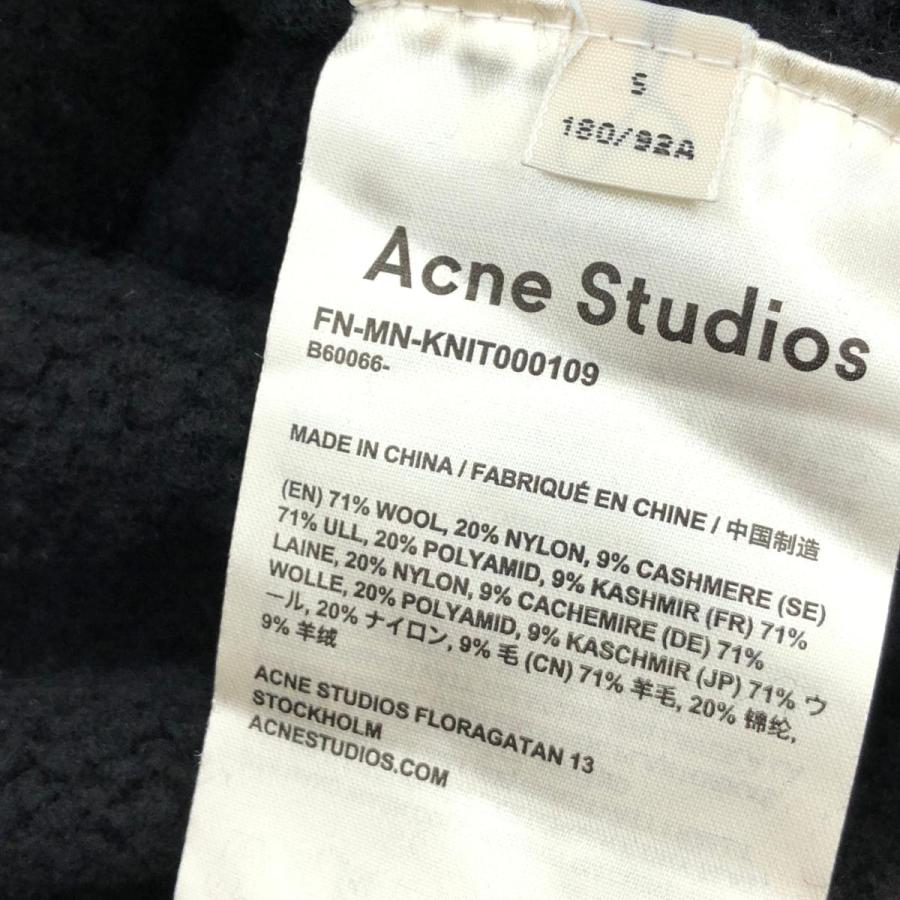 S
180/92A
Acne Studios
FN-MN-KNIT000109
B60066-
MADE IN CHINA / FABRIQUÉ EN CHINE / 中国制造
(EN) 71% WOOL, 20% NYLON, 9% CASHMERE (SE)
71% ULL, 20% POLYAMID, 9% KASHMIR (FR) 71%
LAINE, 20% NYLON, 9% CACHEMIRE (DE) 71%
WOLLE, 20% POLYAMID, 9% KASCHMIR (JP) 71% ウ
ール, 20% ナイロン, 9% 毛 (CN) 71% 羊毛, 20% 锦纶,
9% 羊绒
ACNE STUDIOS FLORAGATAN 13
STOCKHOLM
ACNESTUDIOS.COM